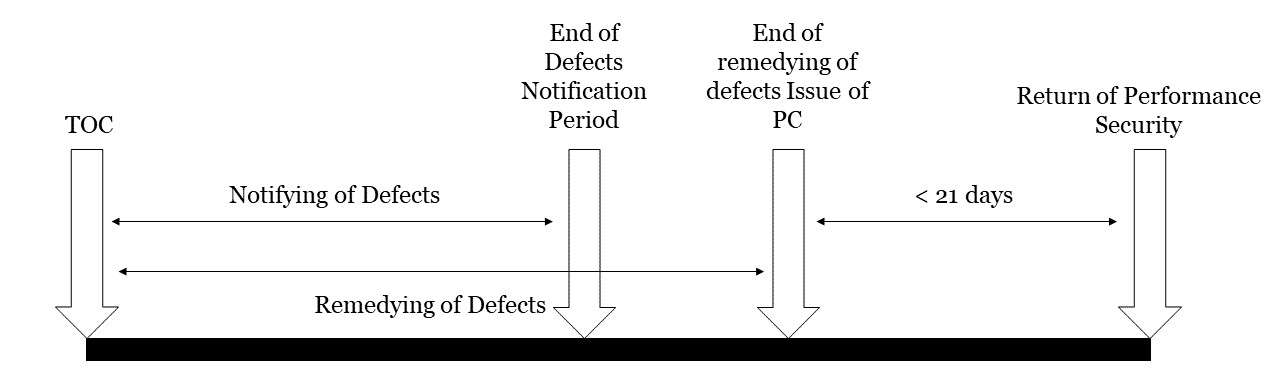 TOC
End of
Defects
Notification
Period
End of
remedying of
defects Issue of
PC
Return of Performance
Security
Notifying of Defects
< 21 days
Remedying of Defects